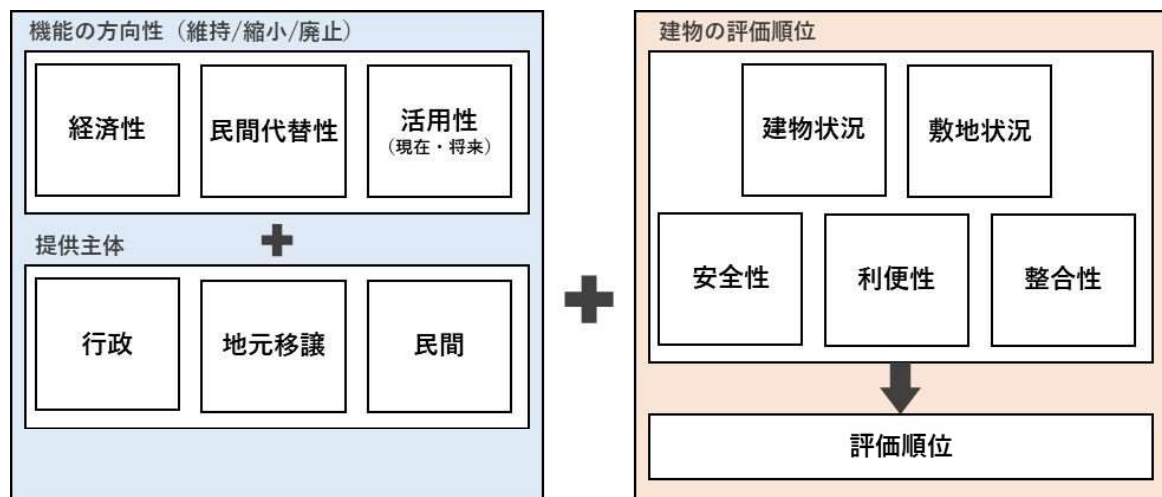 機能の方向性（維持/縮小/廃止）
経済性
民間代替性
活用性
（現在・将来）
提供主体
行政
地元移譲
民間
建物の評価順位
建物状況
敷地状況
安全性
利便性
整合性
評価順位